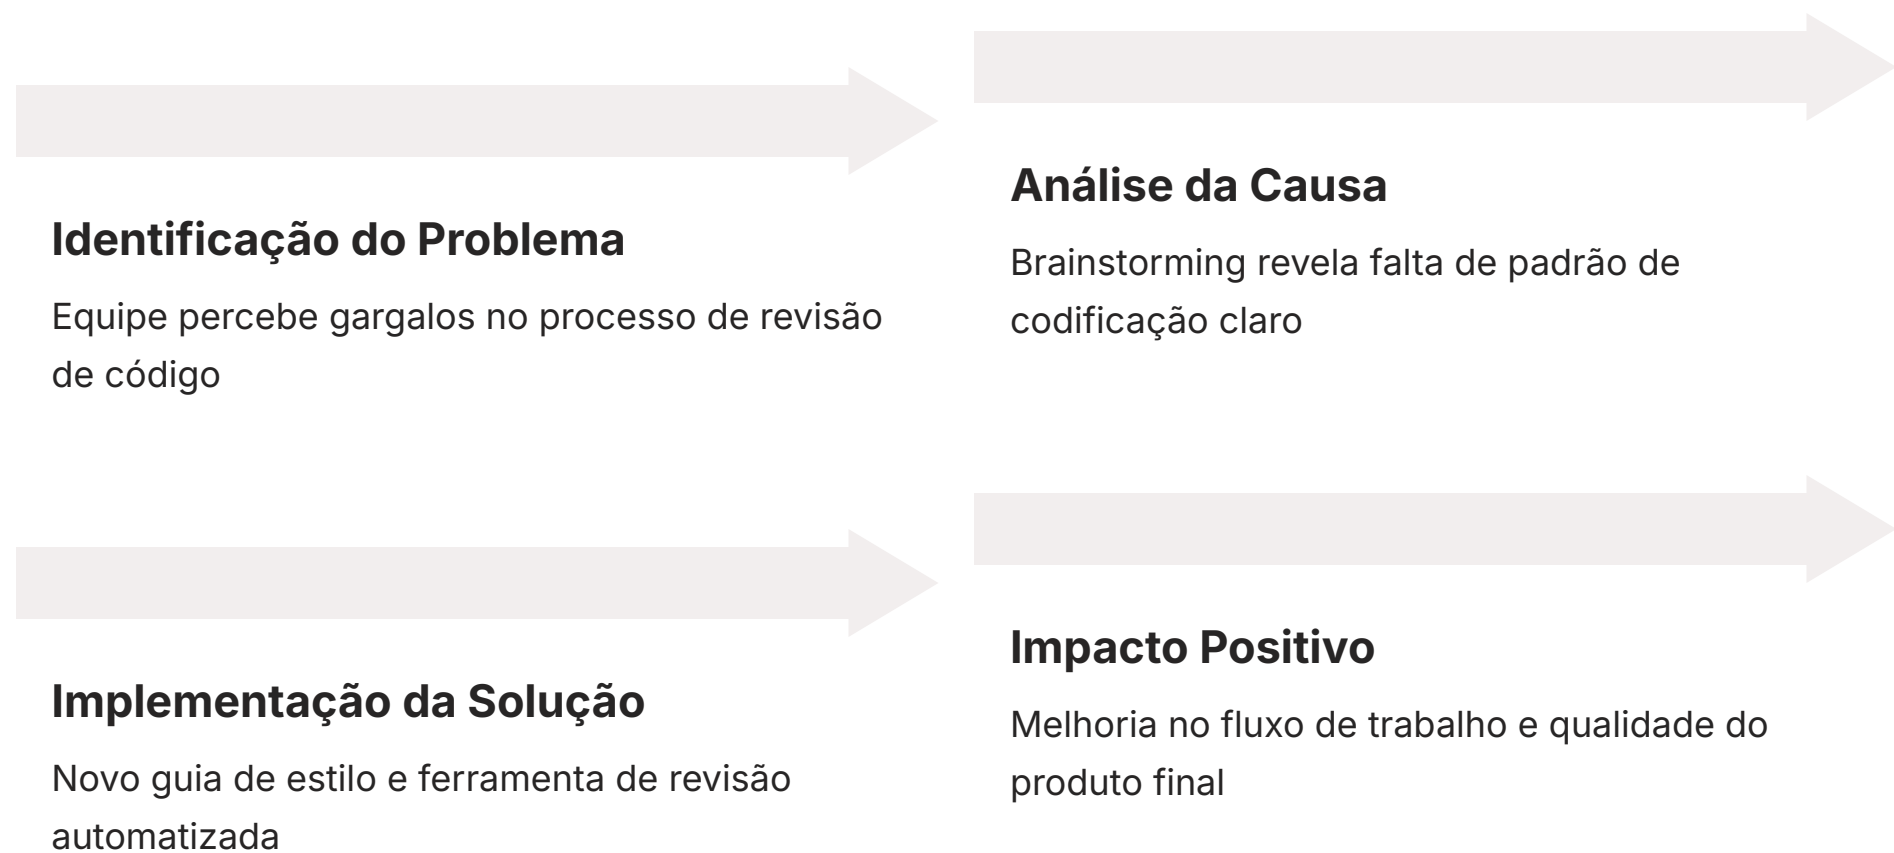 Identificação do Problema
Equipe percebe gargalos no processo de revisão
de código
Análise da Causa
Brainstorming revela falta de padrão de
codificação claro
Implementação da Solução
Novo guia de estilo e ferramenta de revisão
automatizada
Impacto Positivo
Melhoria no fluxo de trabalho e qualidade do
produto final